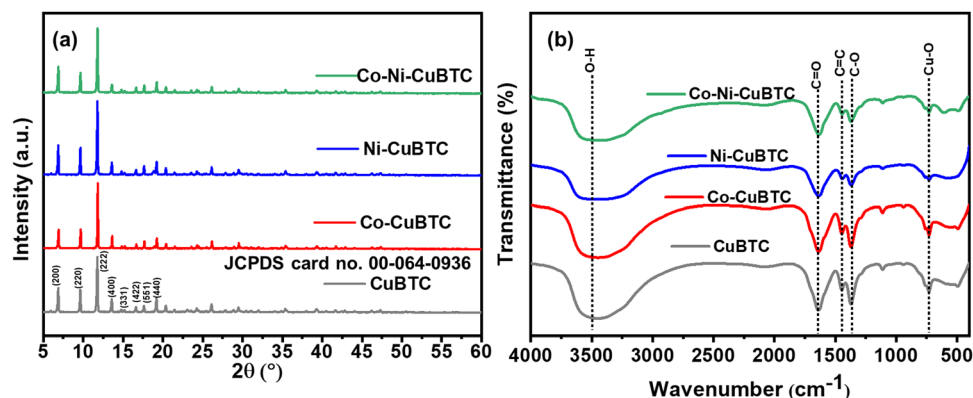 (a)
Co-Ni-CuBTC
Ni-CuBTC
Co-CuBTC
JCPDS card no. 00-064-0936
CuBTC
(200)
(220)
(222)
(400)
(331)
(422)
(551)
(440)
Intensity (a.u.)
5 10 15 20 25 30 35 40 45 50 55 60
2θ (°)
(b)
O-H
C=O
C=C
C-O
Cu-O
Co-Ni-CuBTC
Ni-CuBTC
Co-CuBTC
CuBTC
Transmittance (%)
4000 3500 3000 2500 2000 1500 1000 500
Wavenumber (cm-1)